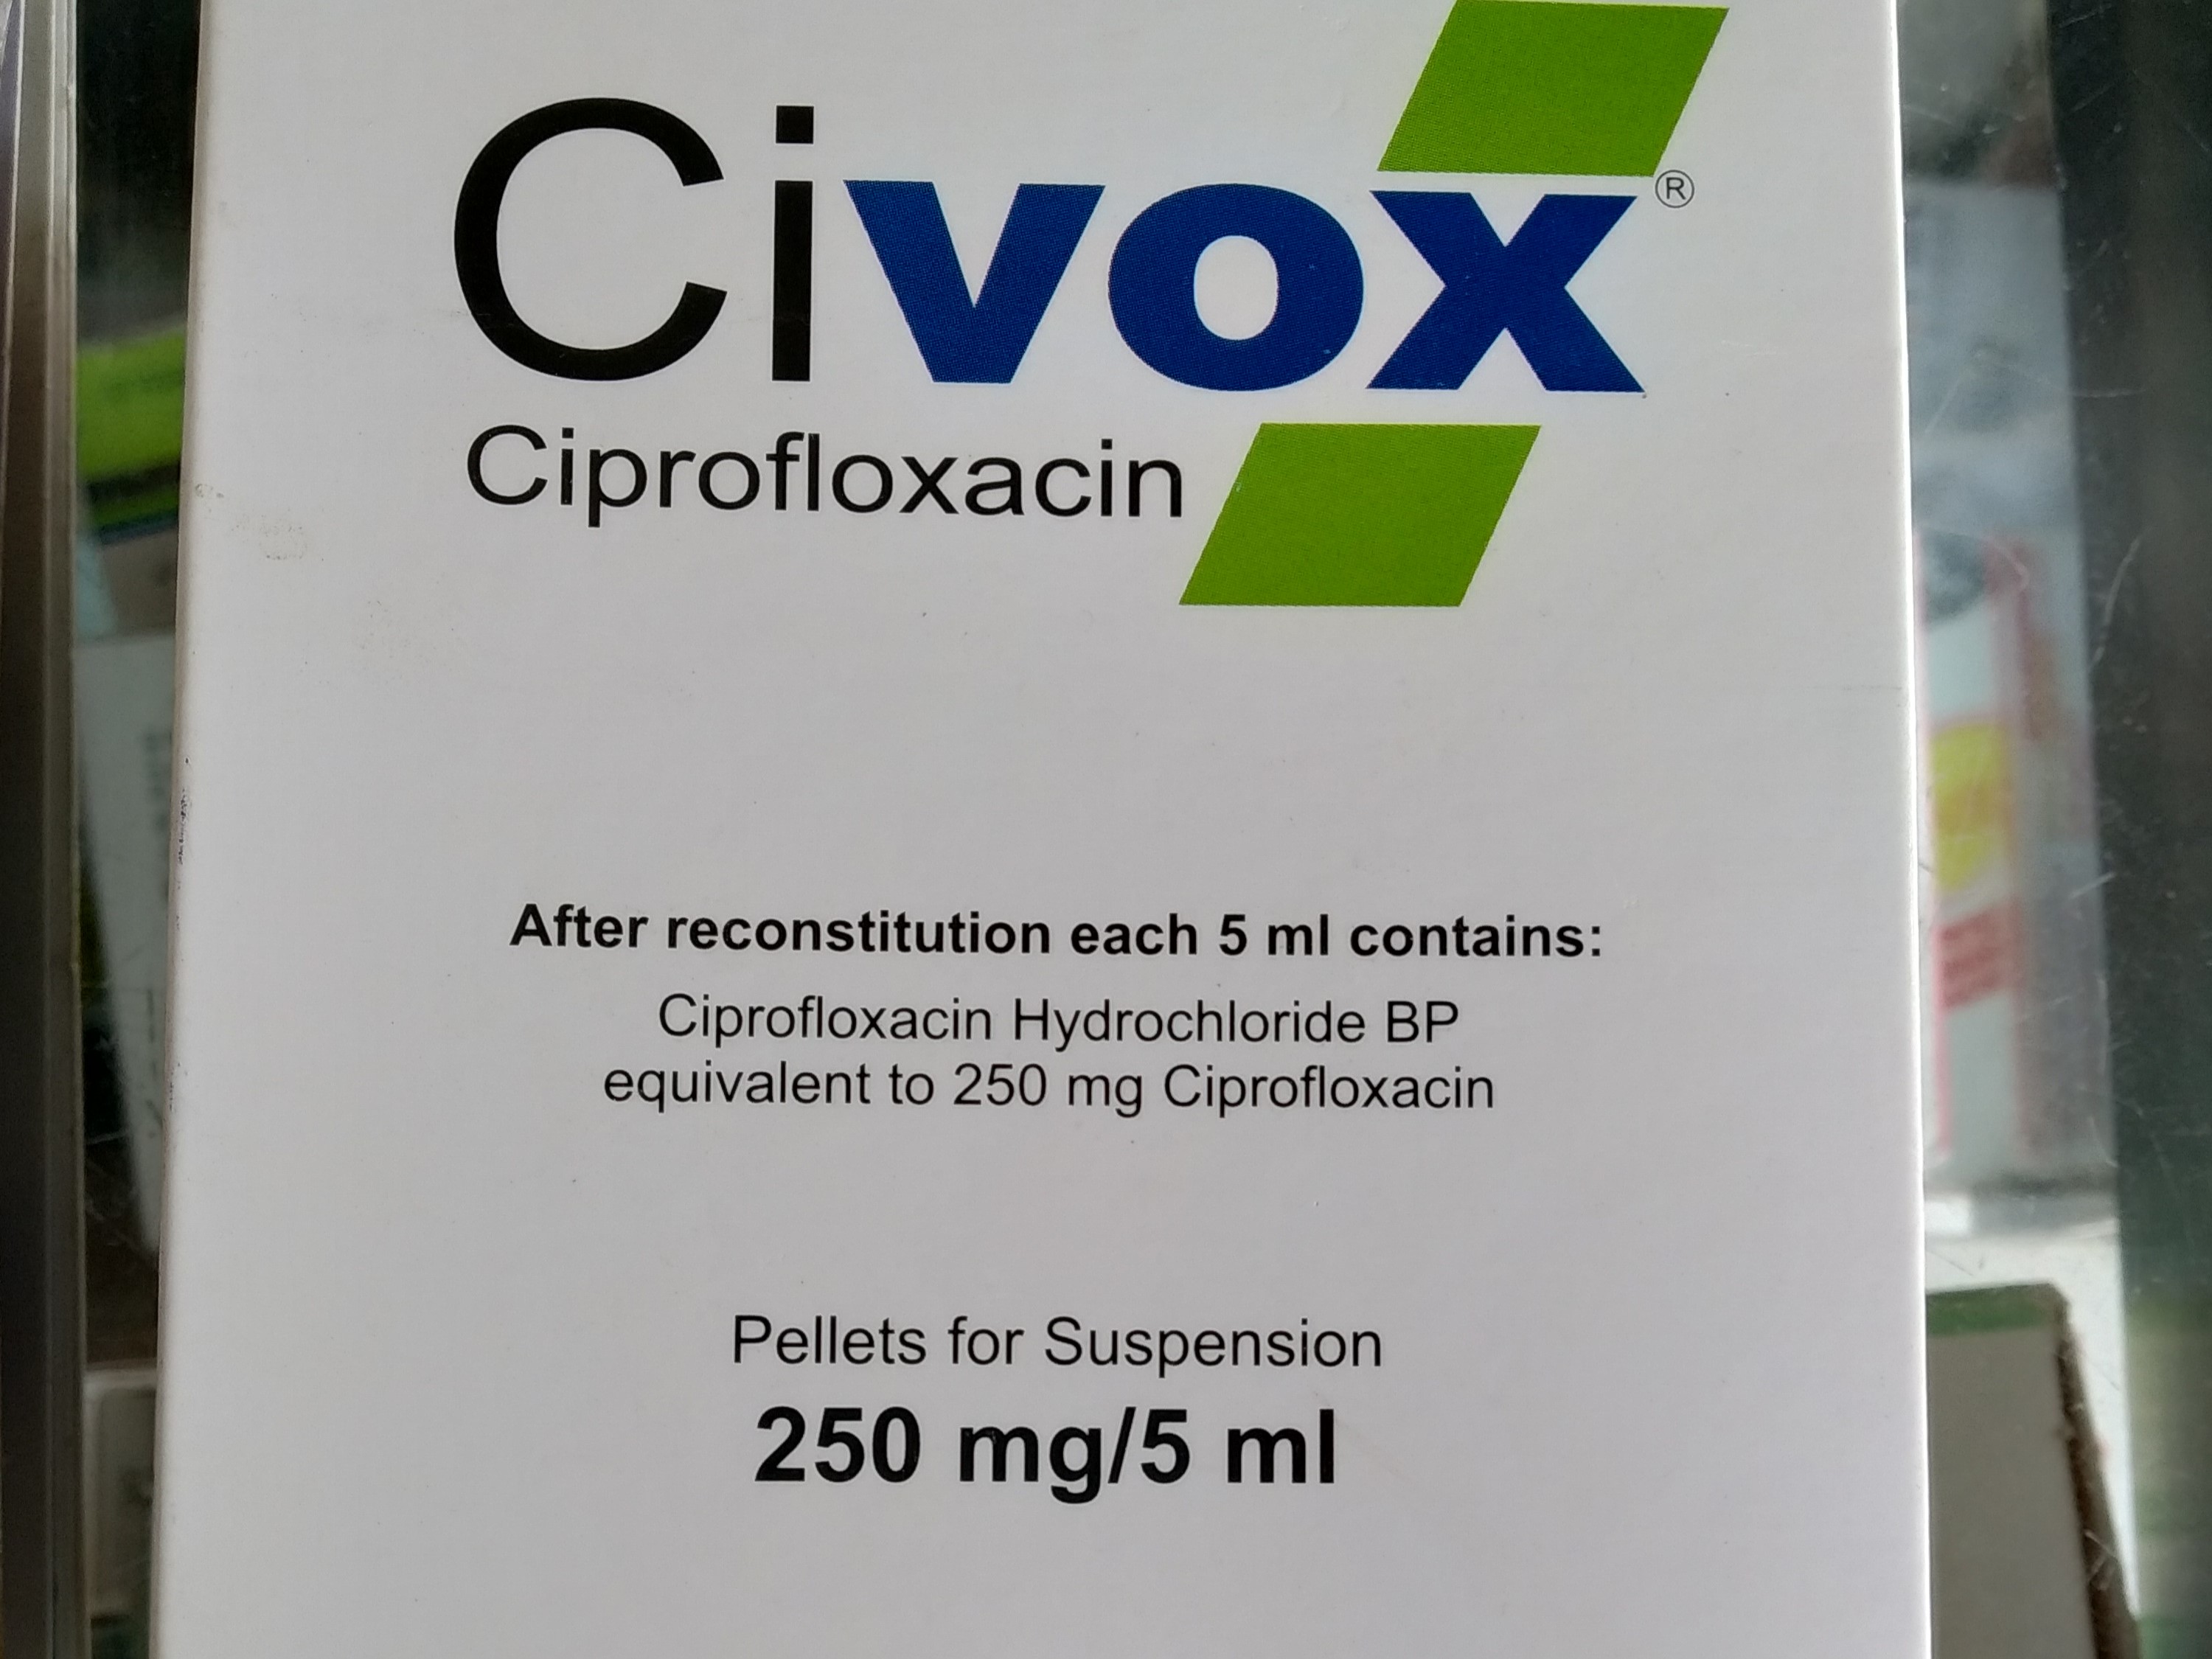 Civox®
Ciprofloxacin
After reconstitution each 5 ml contains:
Ciprofloxacin Hydrochloride BP
equivalent to 250 mg Ciprofloxacin
Pellets for Suspension
250 mg/5 ml